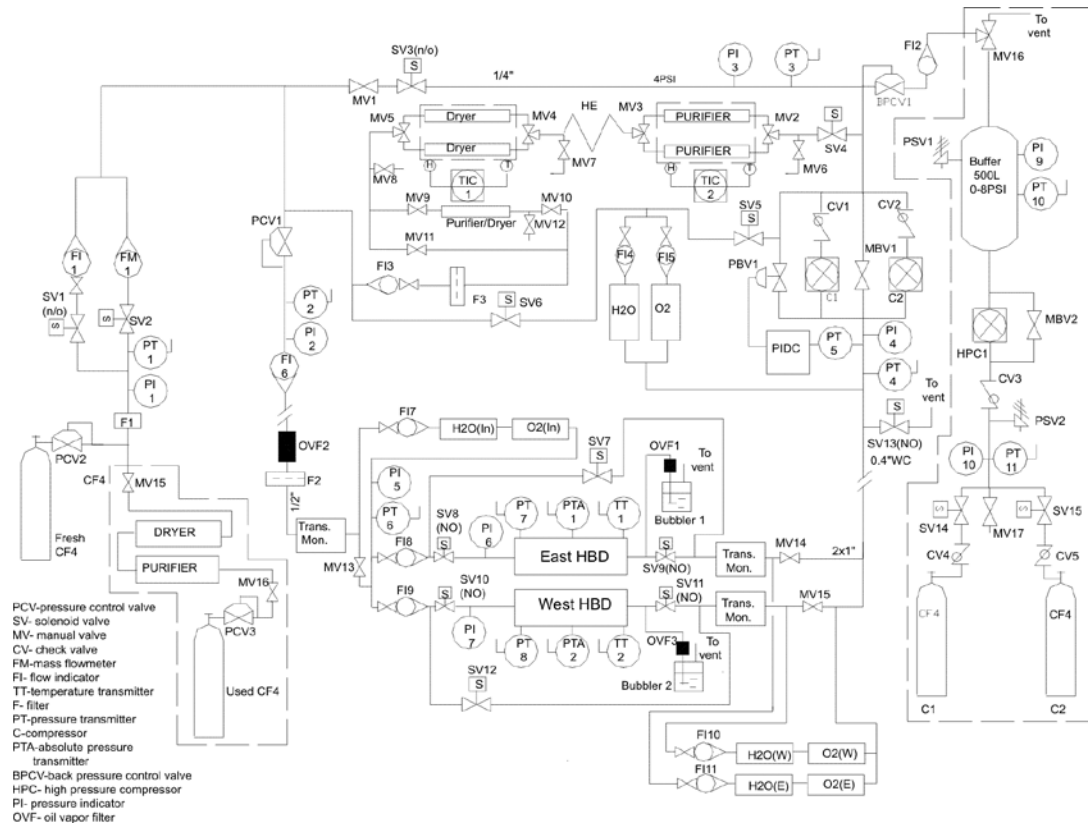 To
vent
MV16
FI2
SV3(n/o)
S
1/4"
4PSI
PI
3
PT
3
BPCV1
MV1
MV5
Dryer
MV4
HE
MV3
PURIFIER
MV2
S
SV4
Dryer
PURIFIER
MV7
MV6
MV8
H
T
TIC
1
H
T
TIC
2
PSV1
Buffer
500L
0-8PSI
PI
9
PT
10
PCV1
MV9
MV10
Purifier/Dryer
MV12
MV11
SV5
S
CV1
CV2
MBV1
PBV1
C1
C2
FI
1
FM
1
FI3
F3
S
SV6
FI4
FI5
H2O
O2
SV1
(n/o)
S
S
SV2
PT
1
PI
1
PT
2
PI
2
FI
6
PIDC
PT
5
PI
4
PT
4
MBV2
HPC1
CV3
PSV2
To
vent
S
SV13(NO)
0.4"WC
F1
PCV2
CF4
MV15
Fresh
CF4
DRYER
PURIFIER
MV16
PCV3
Used CF4
OVF2
F2
1/2"
Trans.
Mon.
MV13
FI7
H2O(In)
O2(In)
SV7
S
OVF1
To
vent
Bubbler 1
PI
5
PT
6
SV8
(NO)
S
PI
6
PT
7
PTA
1
TT
1
FI8
East HBD
S
SV9(NO)
Trans.
Mon.
MV14
2x1"
SV10
(NO)
S
FI9
West HBD
SV11
(NO)
S
Trans.
Mon.
MV15
PI
7
PT
8
PTA
2
TT
2
OVF3
To
vent
Bubbler 2
SV12
S
FI10
H2O(W)
O2(W)
FI11
H2O(E)
O2(E)
PI
10
PT
11
S
SV14
MV17
S
SV15
CV4
CV5
CF4
CF4
C1
C2
PCV-pressure control valve
SV- solenoid valve
MV- manual valve
CV- check valve
FM-mass flowmeter
FI- flow indicator
TT-temperature transmitter
F- filter
PT-pressure transmitter
C-compressor
PTA-absolute pressure
transmitter
BPCV-back pressure control valve
HPC- high pressure compressor
PI- pressure indicator
OVF- oil vapor filter